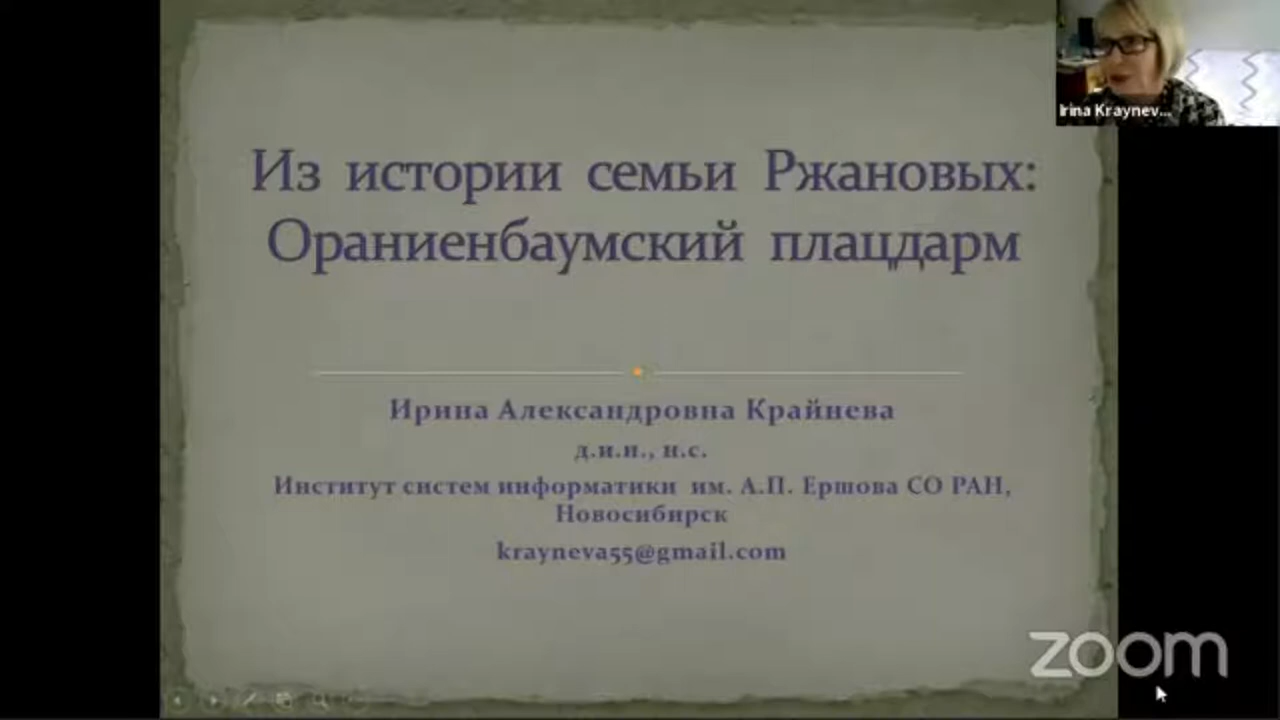 Irina Kraynev...
Из истории семьи Ржановых:
Ораниенбаумский плацдарм
Ирина Александровна Крайнева
д.и.н., н.с.
Институт систем информатики им. А.П. Ершова СО РАН,
Новосибирск
krayneva55@gmail.com
zoom